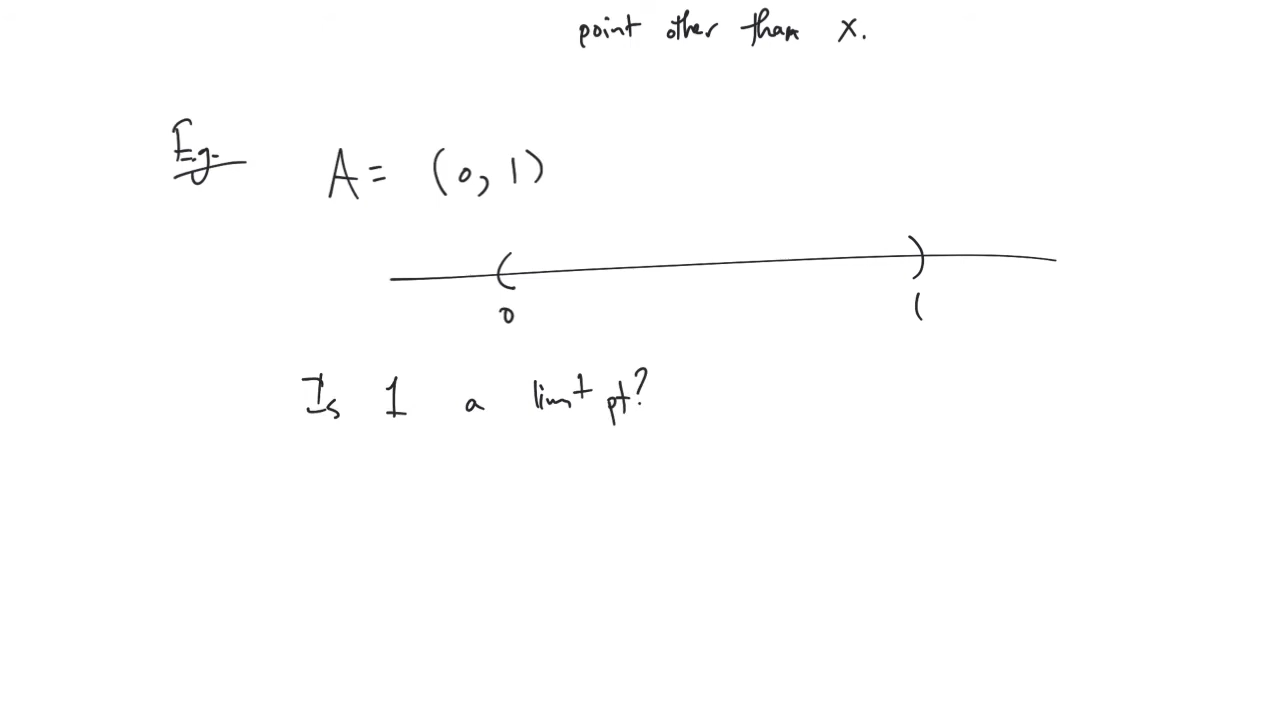 point other than x.
E.g. A = (0, 1)
0 1
Is 1 a limit pt?